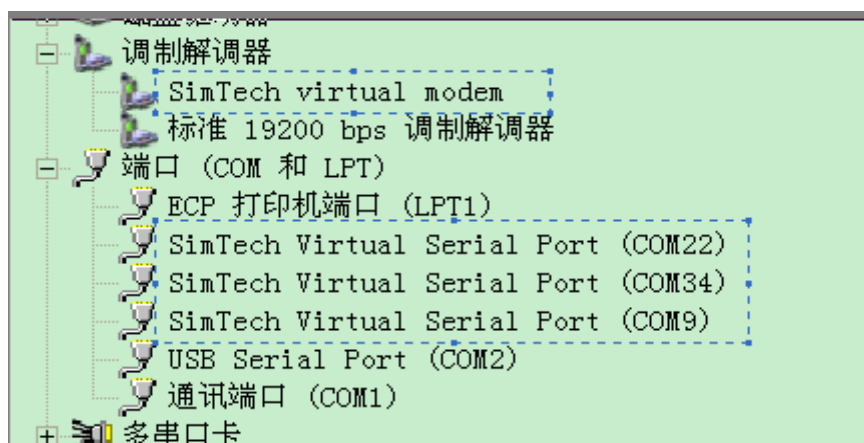 调制解调器
SimTech virtual modem
标准 19200 bps 调制解调器
端口 (COM 和 LPT)
ECP 打印机端口 (LPT1)
SimTech Virtual Serial Port (COM22)
SimTech Virtual Serial Port (COM34)
SimTech Virtual Serial Port (COM9)
USB Serial Port (COM2)
通讯端口 (COM1)
多串口卡